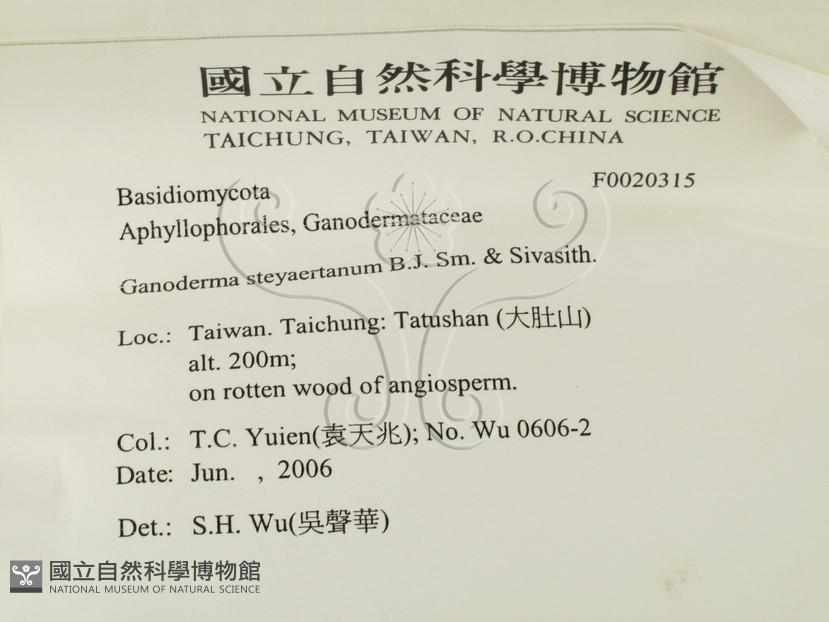 國立自然科學博物館
NATIONAL MUSEUM OF NATURAL SCIENCE
TAICHUNG, TAIWAN, R.O.CHINA
F0020315
Basidiomycota
Aphyllophorales, Ganodermataceae
Ganoderma steyaertanum B.J. Sm. & Sivasith.
Loc.: Taiwan. Taichung: Tatushan (大肚山)
alt. 200m;
on rotten wood of angiosperm.
Col.: T.C. Yuien(袁天兆); No. Wu 0606-2
Date: Jun. , 2006
Det.: S.H. Wu(吳聲華)
國立自然科學博物館
NATIONAL MUSEUM OF NATURAL SCIENCE